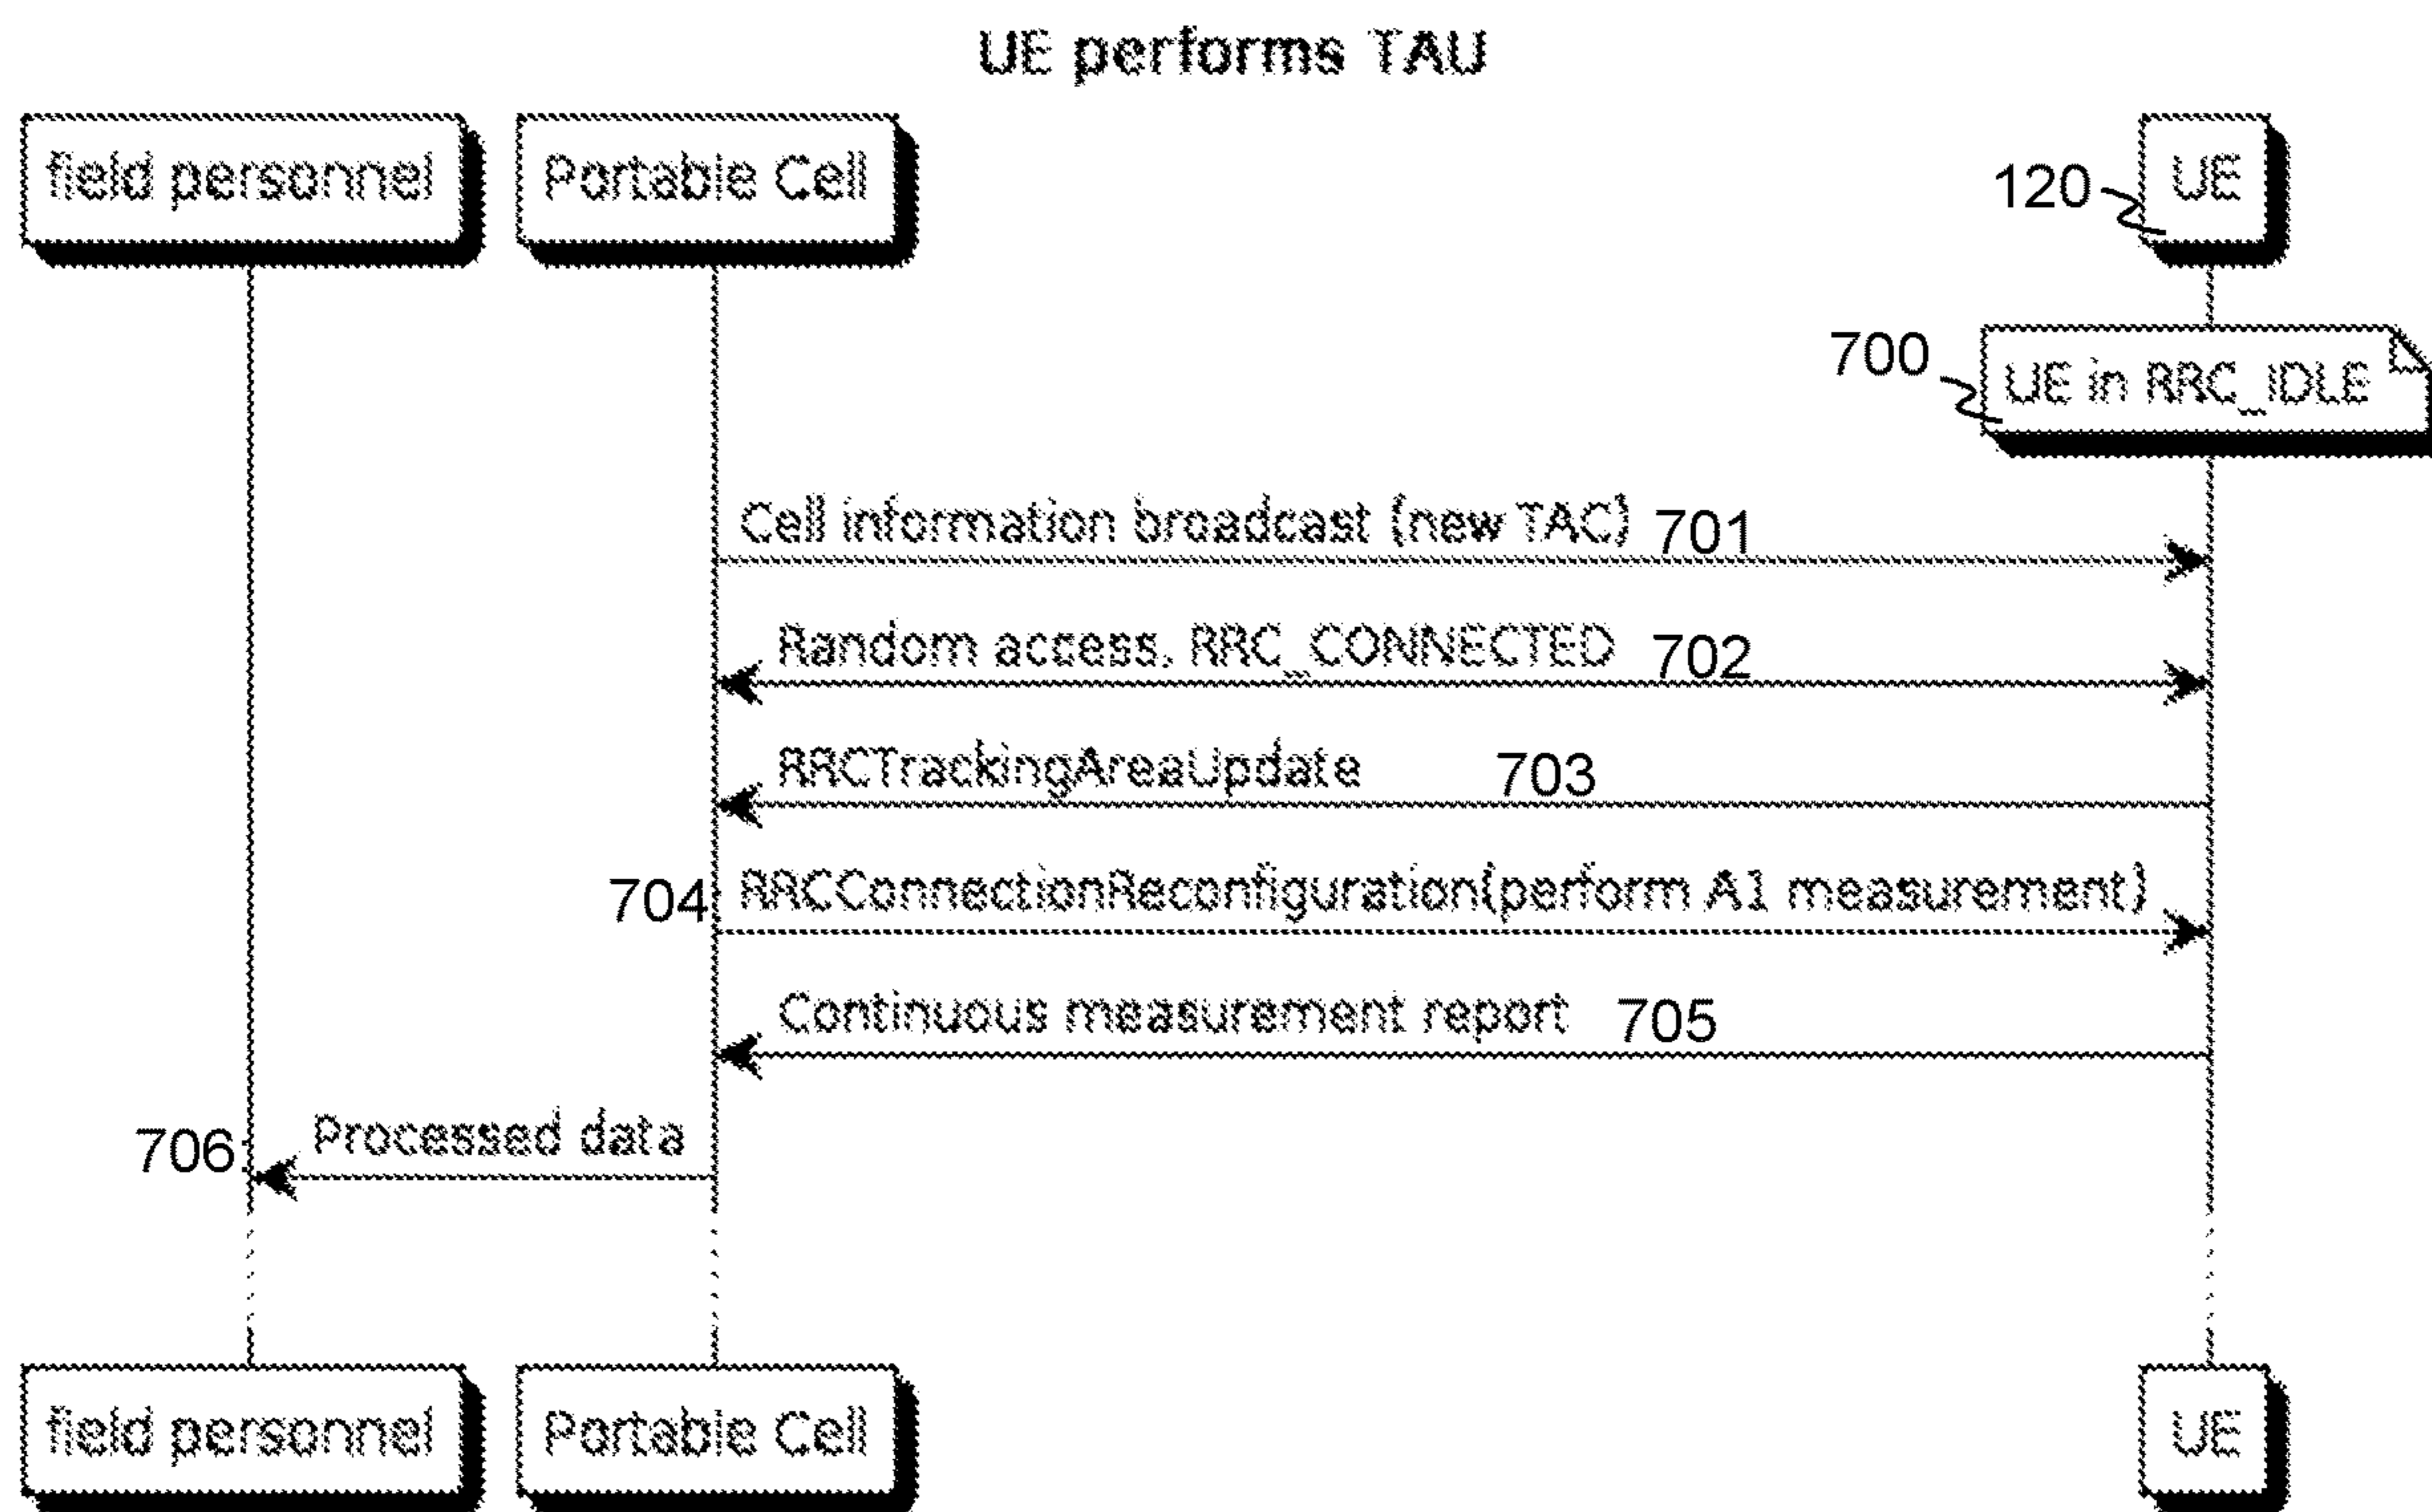 UE performs TAU
field personnel
Portable Cell
UE
120
700
UE in RRC_IDLE
Cell information broadcast (new TAC) 701
Random access. RRC_CONNECTED 702
RRCTrackingAreaUpdate 703
704 RRCConnectionReconfiguration(perform A1 measurement)
Continuous measurement report 705
706 Processed data
field personnel
Portable Cell
UE